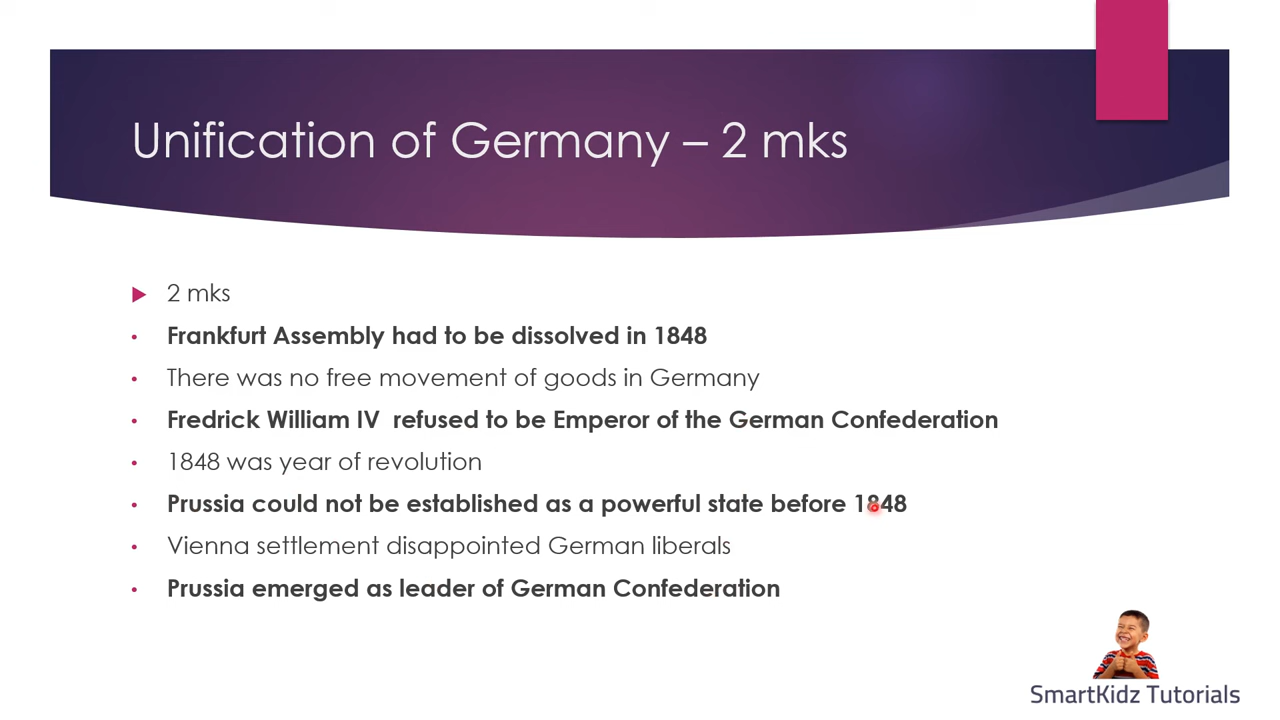 Unification of Germany – 2 mks
2 mks
Frankfurt Assembly had to be dissolved in 1848
There was no free movement of goods in Germany
Fredrick William IV refused to be Emperor of the German Confederation
1848 was year of revolution
Prussia could not be established as a powerful state before 1848
Vienna settlement disappointed German liberals
Prussia emerged as leader of German Confederation
SmartKidz Tutorials